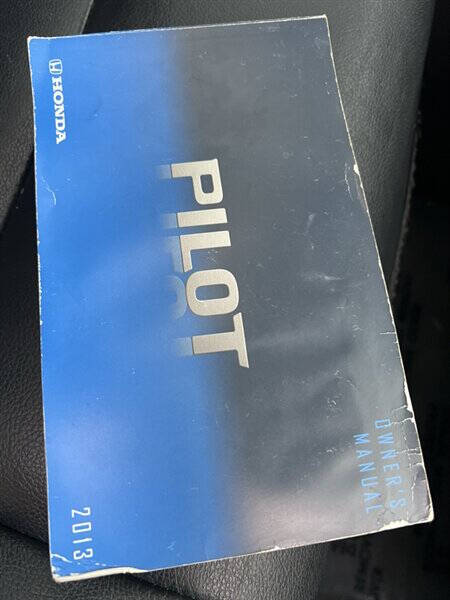 HONDA
PILOT
OWNER'S
MANUAL
2013